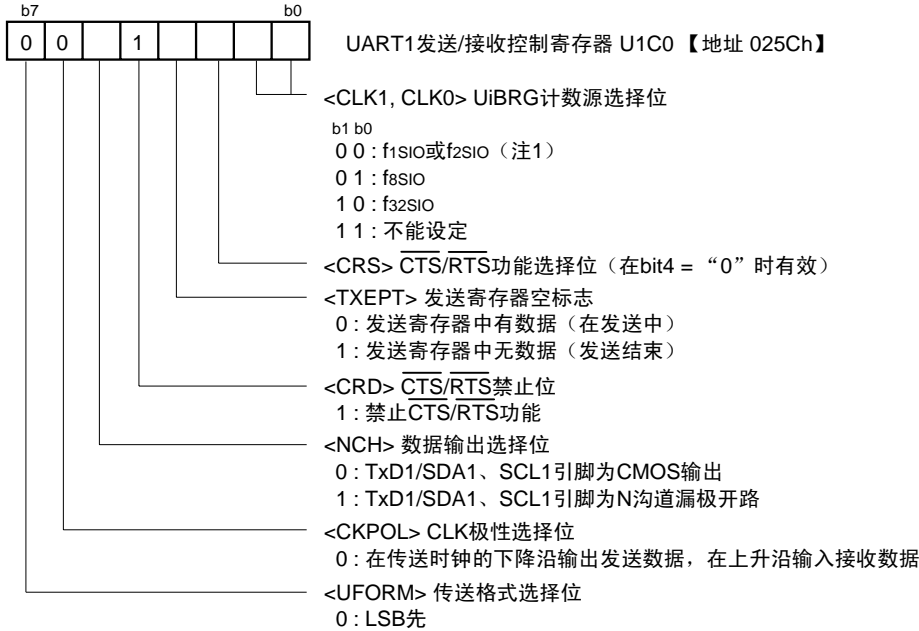 b7 b0
0 0 1 UART1发送/接收控制寄存器 U1C0 【地址 025Ch】
<CLK1, CLK0> UiBRG计数源选择位
b1 b0
0 0 : f1SIO或f2SIO（注1）
0 1 : f8SIO
1 0 : f32SIO
1 1 : 不能设定
<CRS> CTS/RTS功能选择位（在bit4 = “0”时有效）
<TXEPT> 发送寄存器空标志
0 : 发送寄存器中有数据（在发送中）
1 : 发送寄存器中无数据（发送结束）
<CRD> CTS/RTS禁止位
1 : 禁止CTS/RTS功能
<NCH> 数据输出选择位
0 : TxD1/SDA1、SCL1引脚为CMOS输出
1 : TxD1/SDA1、SCL1引脚为N沟道漏极开路
<CKPOL> CLK极性选择位
0 : 在传送时钟的下降沿输出发送数据，在上升沿输入接收数据
<UFORM> 传送格式选择位
0 : LSB先